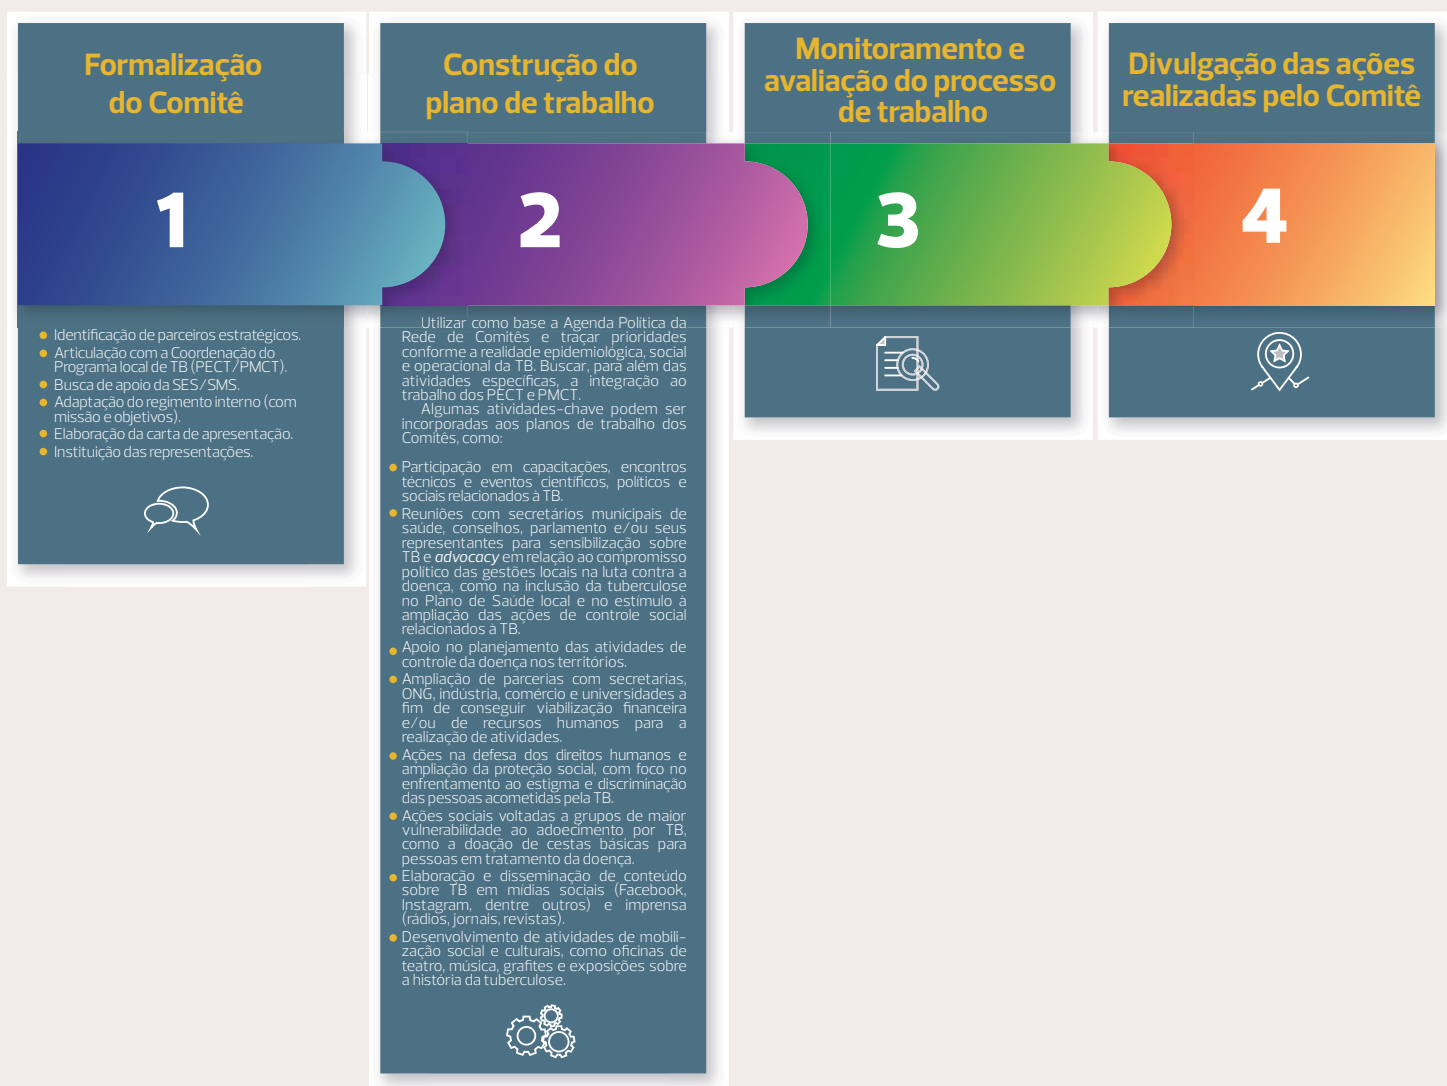 Formalização
do Comitê
1
Identificação de parceiros estratégicos.
Articulação com a Coordenação do
Programa local de TB (PECT/PMCT).
Busca de apoio da SES/SMS.
Adaptação do regimento interno (com
missão e objetivos).
Elaboração da carta de apresentação.
Instituição das representações.
Construção do
plano de trabalho
2
Utilizar como base a Agenda Política da
Rede de Comitês e traçar prioridades
conforme a realidade epidemiológica, social
e operacional da TB. Buscar, para além das
atividades específicas, a integração ao
trabalho dos PECT e PMCT.
Algumas atividades-chave podem ser
incorporadas aos planos de trabalho dos
Comitês, como:
Participação em capacitações, encontros
técnicos e eventos científicos, políticos e
sociais relacionados à TB.
Reuniões com secretários municipais de
saúde, conselhos, parlamento e/ou seus
representantes para sensibilização sobre
TB e advocacy em relação ao compromisso
político das gestões locais na luta contra a
doença, como na inclusão da tuberculose
no Plano de Saúde local e no estímulo à
ampliação das ações de controle social
relacionados à TB.
Apoio no planejamento das atividades de
controle da doença nos territórios.
Ampliação de parcerias com secretarias,
ONG, indústria, comércio e universidades a
fim de conseguir viabilização financeira
e/ou de recursos humanos para a
realização de atividades.
Ações na defesa dos direitos humanos e
ampliação da proteção social, com foco no
enfrentamento ao estigma e discriminação
das pessoas acometidas pela TB.
Ações sociais voltadas a grupos de maior
vulnerabilidade ao adoecimento por TB,
como a doação de cestas básicas para
pessoas em tratamento da doença.
Elaboração e disseminação de conteúdo
sobre TB em mídias sociais (Facebook,
Instagram, dentre outros) e imprensa
(rádios, jornais, revistas).
Desenvolvimento de atividades de mobili-
zação social e culturais, como oficinas de
teatro, música, grafites e exposições sobre
a história da tuberculose.
Monitoramento e
avaliação do processo
de trabalho
3
Divulgação das ações
realizadas pelo Comitê
4